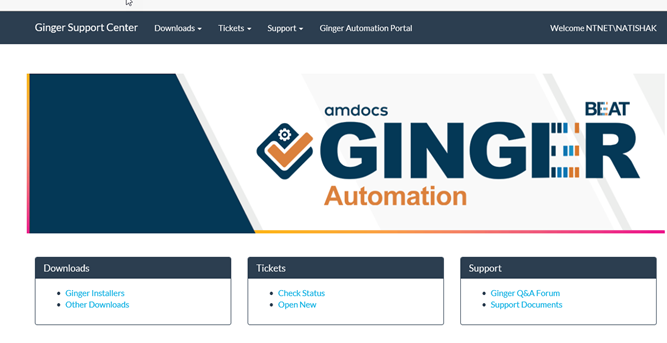 Ginger Support Center Downloads Tickets Support Ginger Automation Portal Welcome NTNET\NATISHAK
amdocs BEAT
GINGER
Automation
Downloads
Ginger Installers
Other Downloads
Tickets
Check Status
Open New
Support
Ginger Q&A Forum
Support Documents